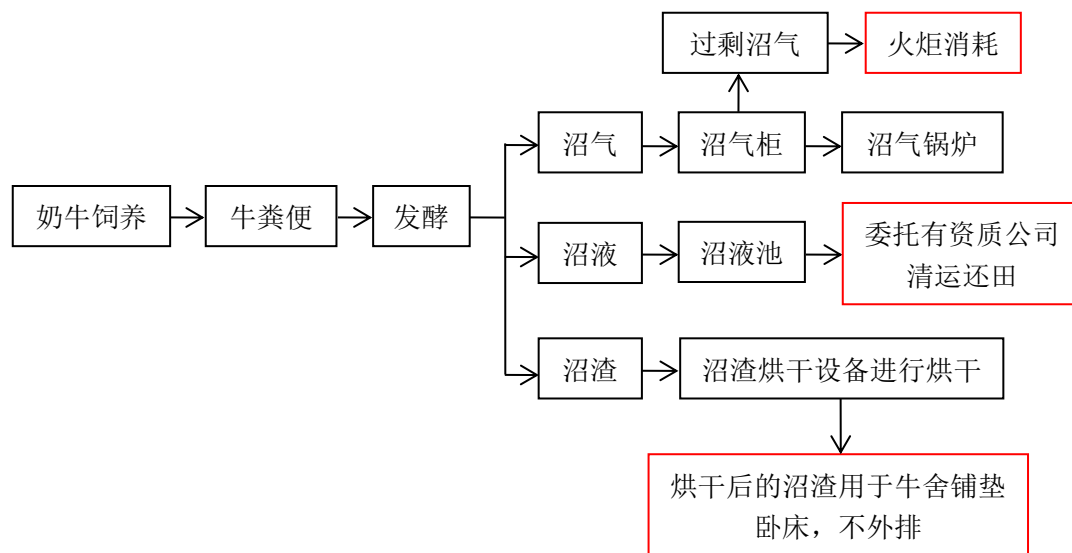 过剩沼气
火炬消耗
沼气
沼气柜
沼气锅炉
奶牛饲养
牛粪便
发酵
沼液
沼液池
委托有资质公司
清运还田
沼渣
沼渣烘干设备进行烘干
烘干后的沼渣用于牛舍铺垫
卧床，不外排